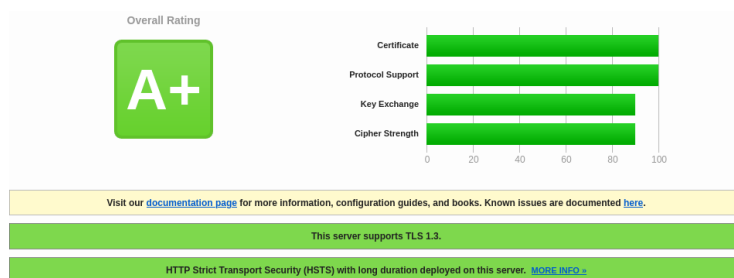 Overall Rating
A+
Certificate
Protocol Support
Key Exchange
Cipher Strength
0 20 40 60 80 100
Visit our documentation page for more information, configuration guides, and books. Known issues are documented here.
This server supports TLS 1.3.
HTTP Strict Transport Security (HSTS) with long duration deployed on this server. MORE INFO »